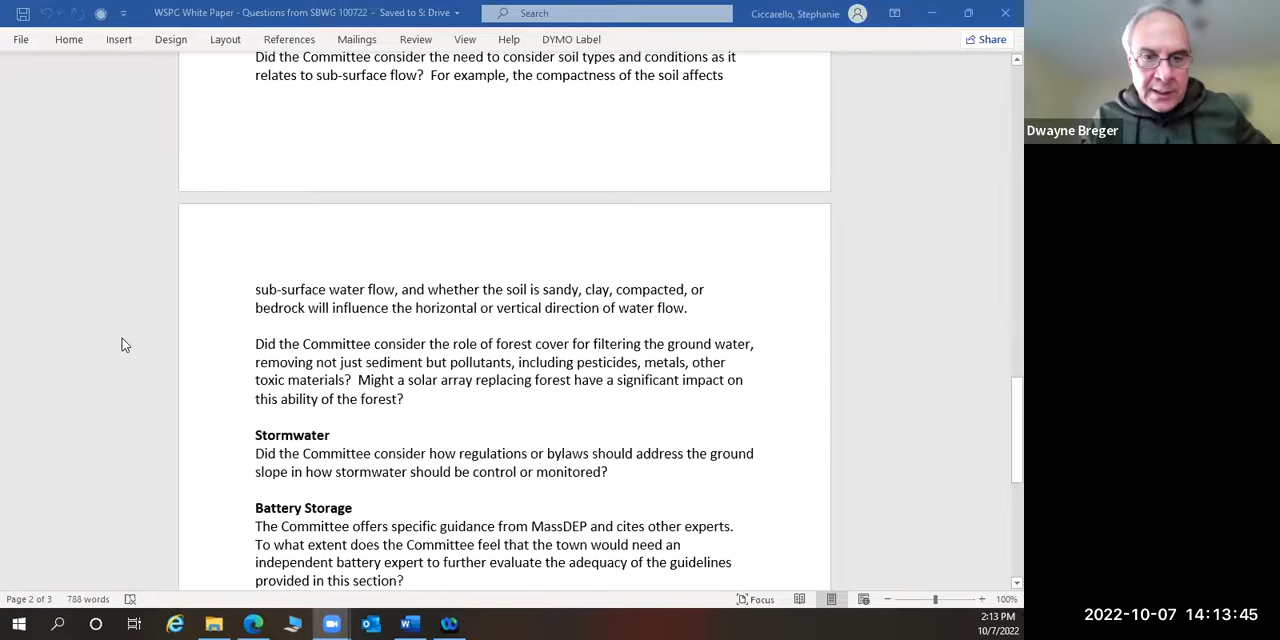 WSPC White Paper - Questions from SBWG 100722 - Saved to S: Drive
Search
Ciccarello, Stephanie
File Home Insert Design Layout References Mailings Review View Help DYMO Label Share
Did the Committee consider the need to consider soil types and conditions as it
relates to sub-surface flow? For example, the compactness of the soil affects
Dwayne Breger
sub-surface water flow, and whether the soil is sandy, clay, compacted, or
bedrock will influence the horizontal or vertical direction of water flow.
Did the Committee consider the role of forest cover for filtering the ground water,
removing not just sediment but pollutants, including pesticides, metals, other
toxic materials? Might a solar array replacing forest have a significant impact on
this ability of the forest?
Stormwater
Did the Committee consider how regulations or bylaws should address the ground
slope in how stormwater should be control or monitored?
Battery Storage
The Committee offers specific guidance from MassDEP and cites other experts.
To what extent does the Committee feel that the town would need an
independent battery expert to further evaluate the adequacy of the guidelines
provided in this section?
Page 2 of 3 788 words Focus 100%
2:13 PM
10/7/2022
2022-10-07 14:13:45